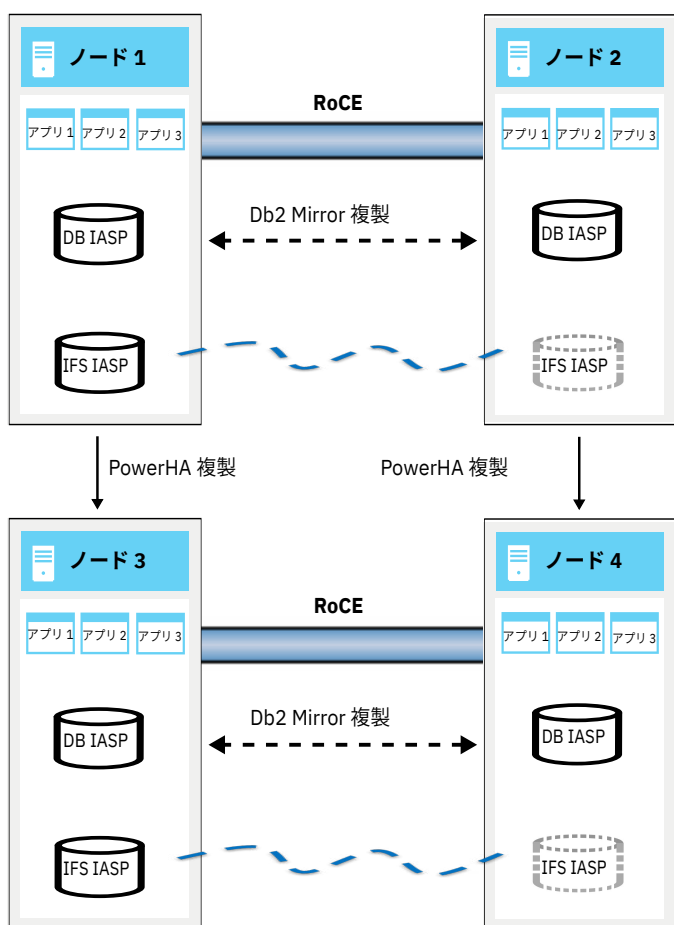 ノード 1
ノード 2
RoCE
アプリ 1 アプリ 2 アプリ 3
アプリ 1 アプリ 2 アプリ 3
Db2 Mirror 複製
DB IASP
DB IASP
IFS IASP
IFS IASP
PowerHA 複製
PowerHA 複製
ノード 3
ノード 4
RoCE
アプリ 1 アプリ 2 アプリ 3
アプリ 1 アプリ 2 アプリ 3
Db2 Mirror 複製
DB IASP
DB IASP
IFS IASP
IFS IASP